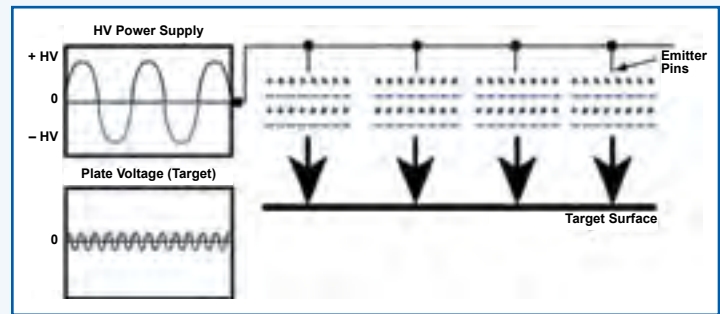 HV Power Supply
+ HV
0
– HV
Emitter
Pins
Plate Voltage (Target)
0
Target Surface